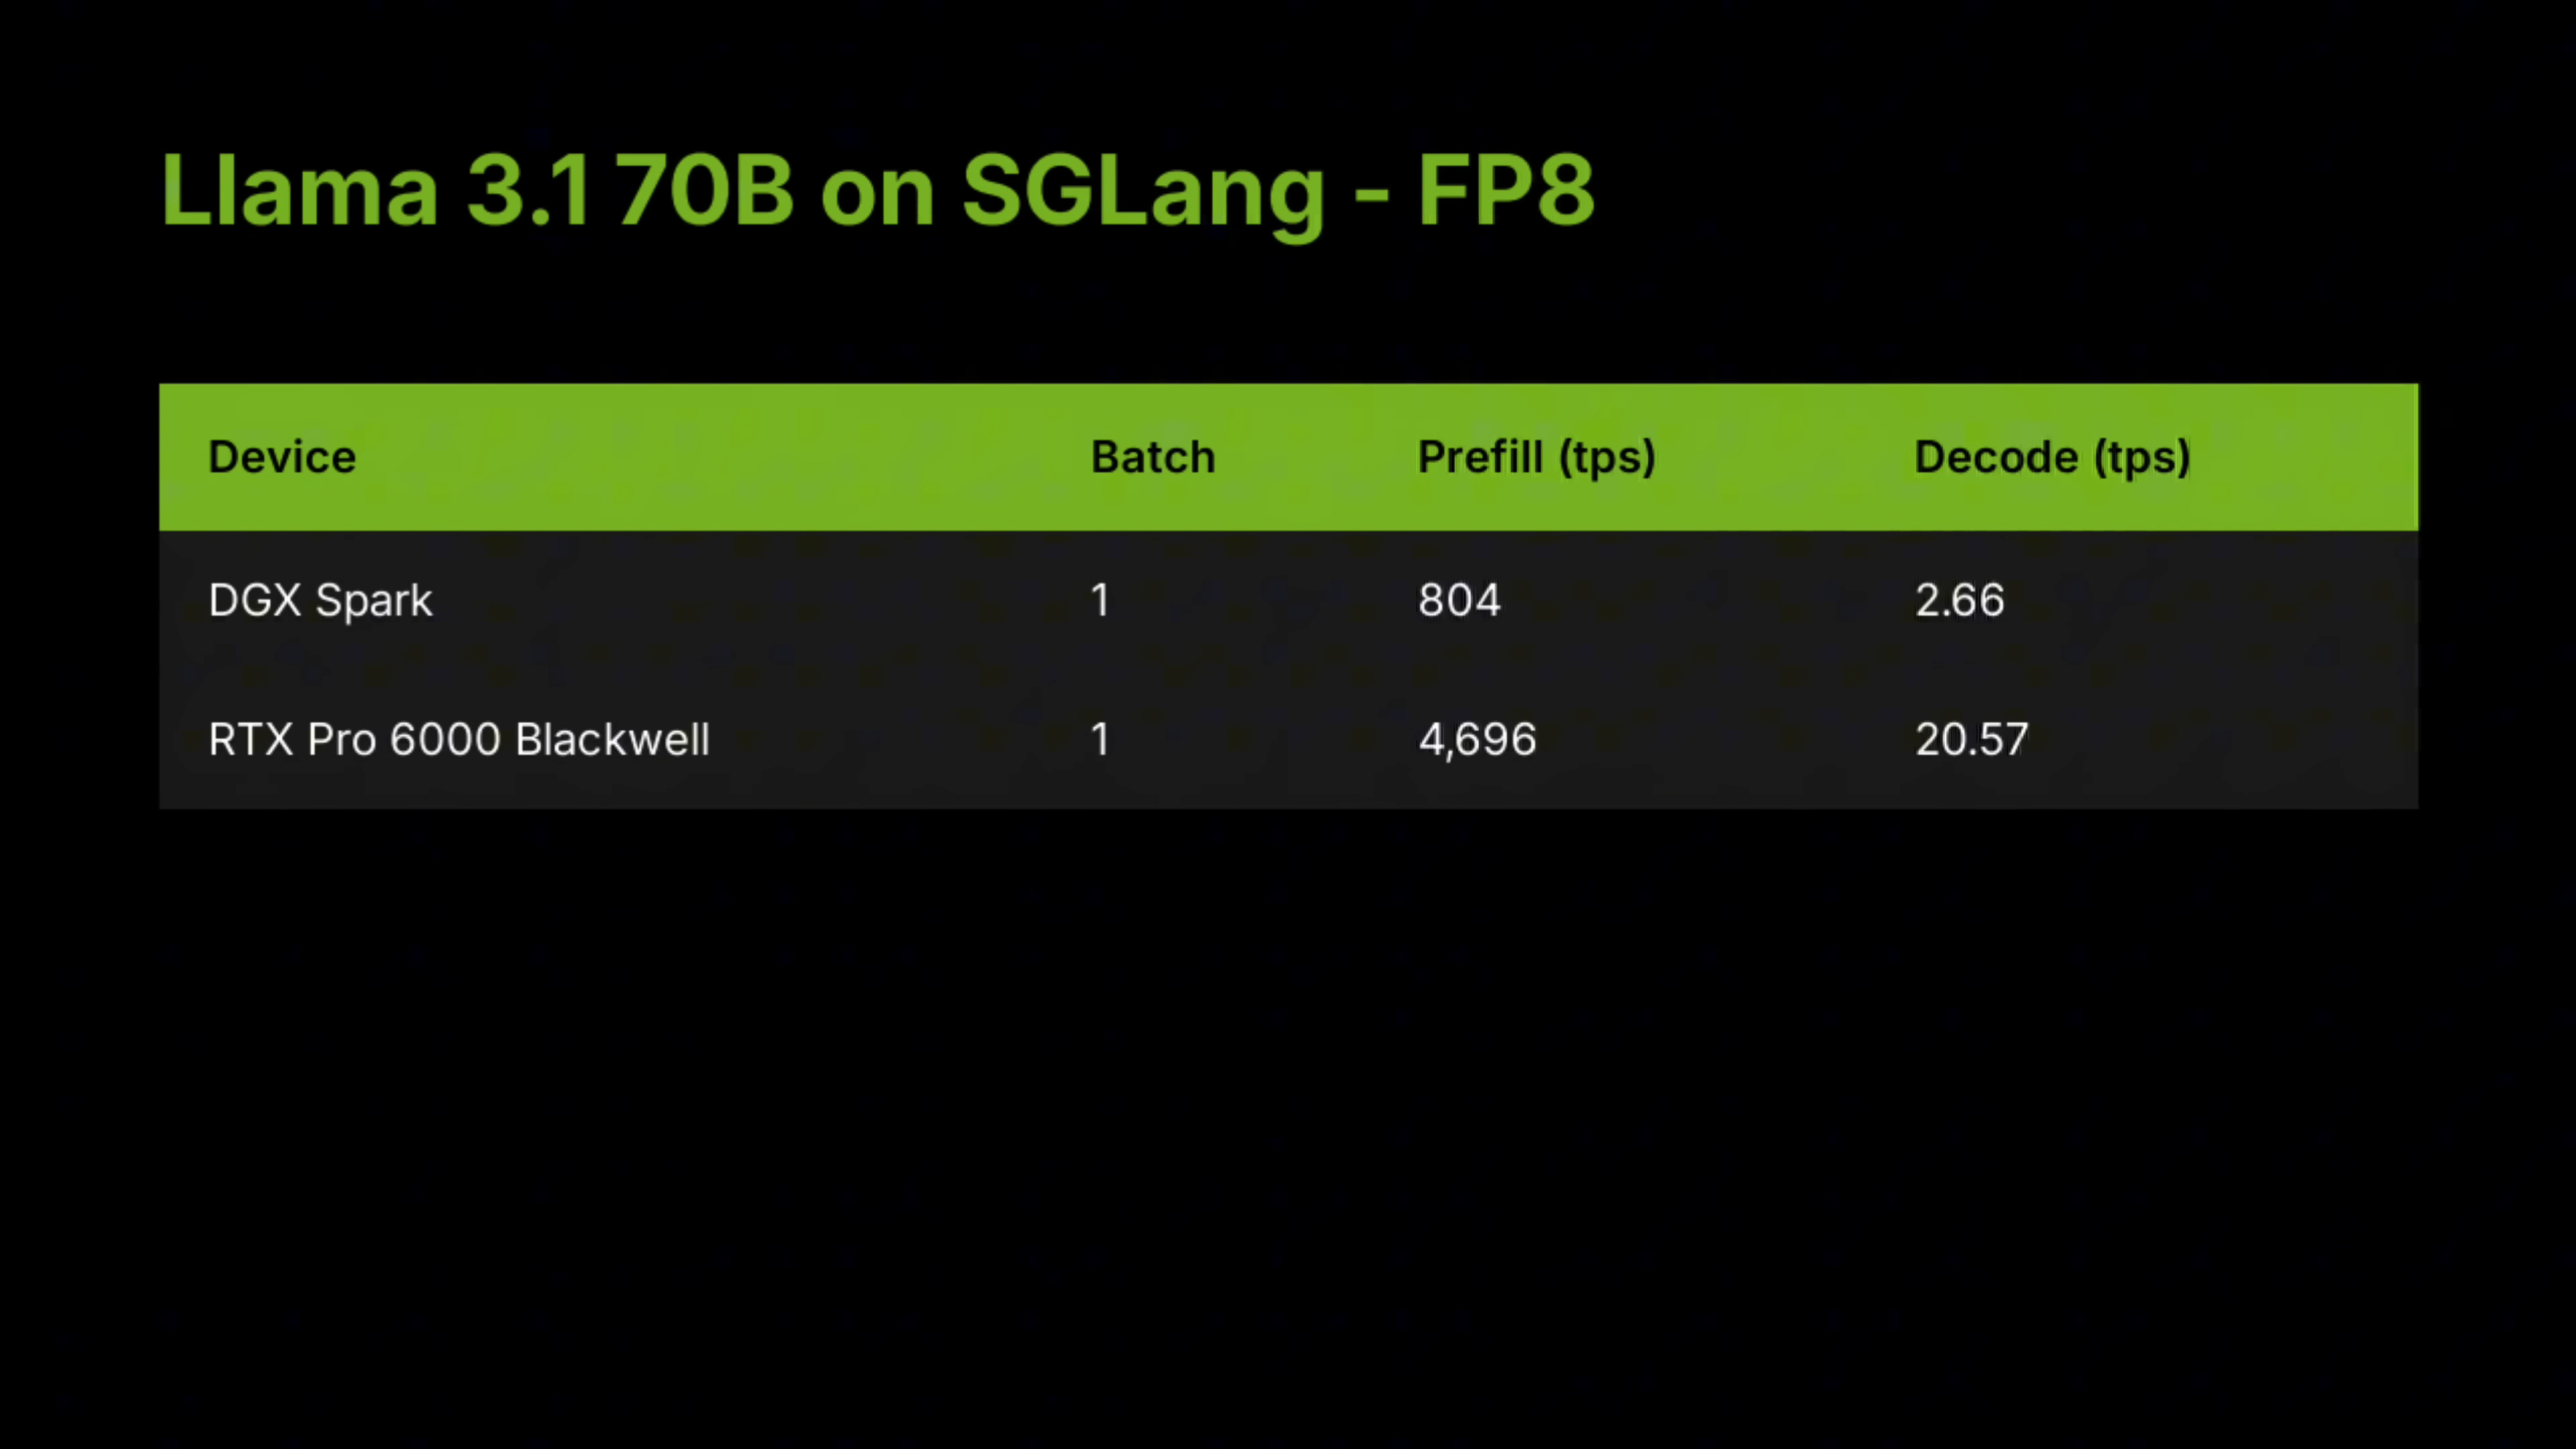 Llama 3.1 70B on SGLang - FP8
Device Batch Prefill (tps) Decode (tps)
DGX Spark 1 804 2.66
RTX Pro 6000 Blackwell 1 4,696 20.57